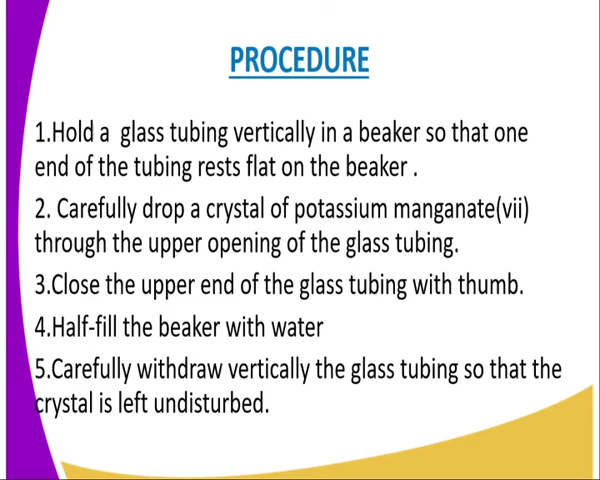 PROCEDURE
1.Hold a  glass tubing vertically in a beaker so that one
end of the tubing rests flat on the beaker .
2. Carefully drop a crystal of potassium manganate(vii)
through the upper opening of the glass tubing.
3.Close the upper end of the glass tubing with thumb.
4.Half-fill the beaker with water
5.Carefully withdraw vertically the glass tubing so that the
crystal is left undisturbed.